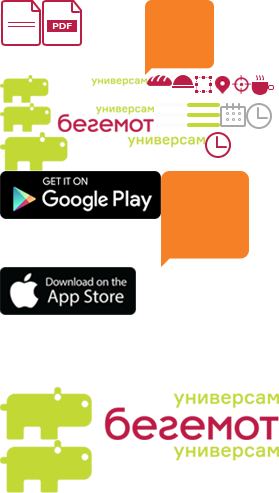 PDF
универсам
универсам
бегемот
универсам
GET IT ON
Google Play
Download on the
App Store
универсам
бегемот
универсам